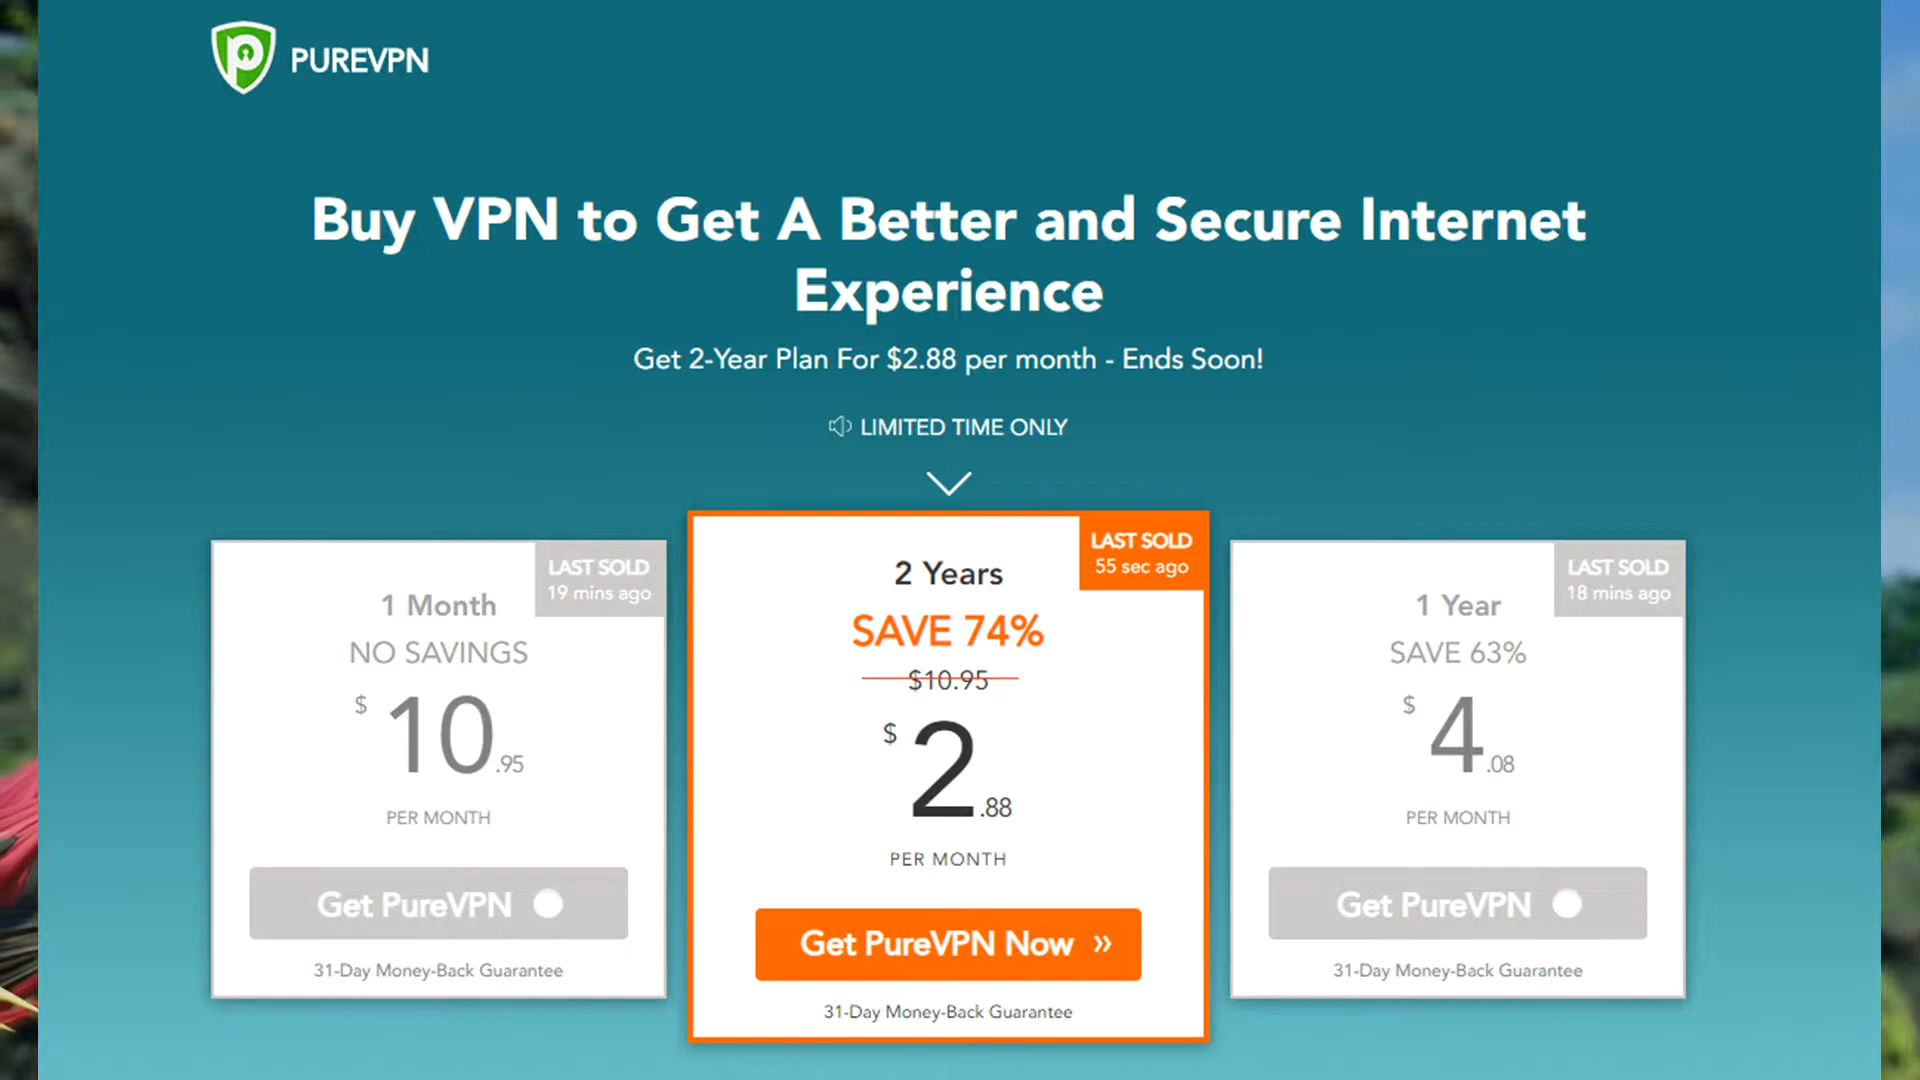 PUREVPN
Buy VPN to Get A Better and Secure Internet
Experience
Get 2-Year Plan For $2.88 per month - Ends Soon!
LIMITED TIME ONLY
LAST SOLD
19 mins ago
1 Month
NO SAVINGS
$10.95
PER MONTH
Get PureVPN
31-Day Money-Back Guarantee
LAST SOLD
55 sec ago
2 Years
SAVE 74%
$10.95
$2.88
PER MONTH
Get PureVPN Now »
31-Day Money-Back Guarantee
LAST SOLD
18 mins ago
1 Year
SAVE 63%
$4.08
PER MONTH
Get PureVPN
31-Day Money-Back Guarantee